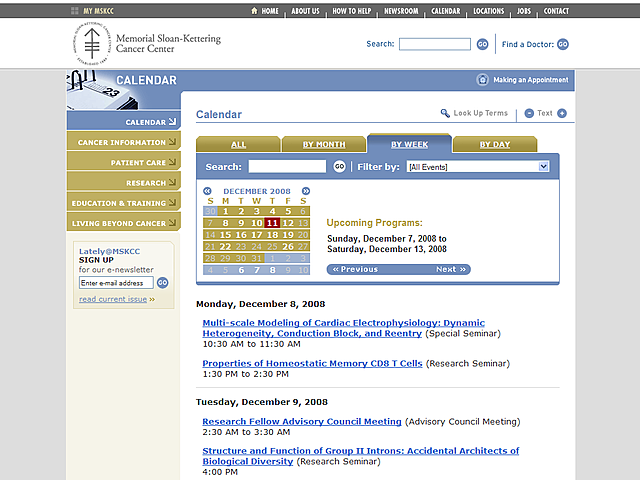 MY MSKCC
HOME | ABOUT US | HOW TO HELP | NEWSROOM | CALENDAR | LOCATIONS | JOBS | CONTACT
Memorial Sloan-Kettering
Cancer Center
Search: GO Find a Doctor: GO
CALENDAR
Making an Appointment
CALENDAR
CANCER INFORMATION
PATIENT CARE
RESEARCH
EDUCATION & TRAINING
LIVING BEYOND CANCER
Lately@MSKCC
SIGN UP
for our e-newsletter
Enter e-mail address GO
read current issue »
Calendar
Look Up Terms | - Text +
ALL BY MONTH BY WEEK BY DAY
Search: GO | Filter by: [All Events]
« DECEMBER 2008 »
S M T W T F S
30 1 2 3 4 5 6
7 8 9 10 11 12 13
14 15 16 17 18 19 20
21 22 23 24 25 26 27
28 29 30 31 1 2 3
4 5 6 7 8 9 10
Upcoming Programs:
Sunday, December 7, 2008 to
Saturday, December 13, 2008
« Previous Next »
Monday, December 8, 2008
Multi-scale Modeling of Cardiac Electrophysiology: Dynamic
Heterogeneity, Conduction Block, and Reentry (Special Seminar)
10:30 AM to 11:30 AM
Properties of Homeostatic Memory CD8 T Cells (Research Seminar)
1:30 PM to 2:30 PM
Tuesday, December 9, 2008
Research Fellow Advisory Council Meeting (Advisory Council Meeting)
2:30 AM to 3:30 AM
Structure and Function of Group II Introns: Accidental Architects of
Biological Diversity (Research Seminar)
4:00 PM